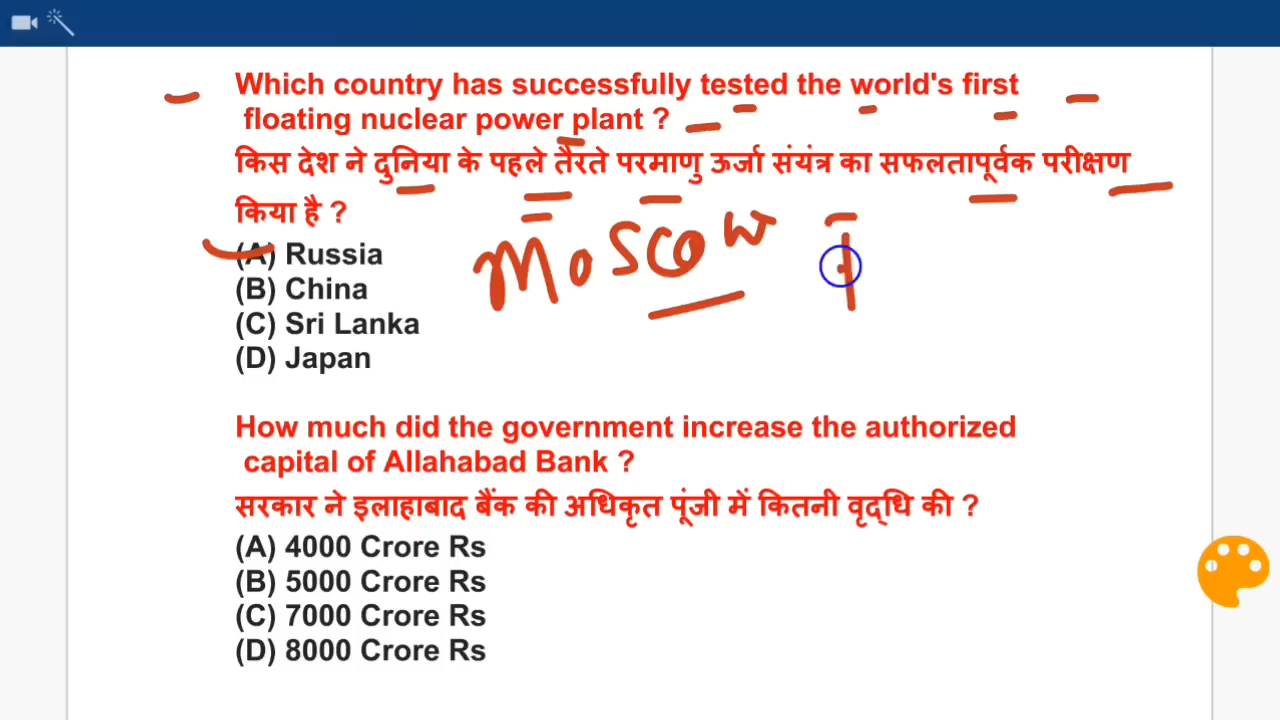 Which country has successfully tested the world's first
floating nuclear power plant ?
किस देश ने दुनिया के पहले तैरते परमाणु ऊर्जा संयंत्र का सफलतापूर्वक परीक्षण
किया है ?
(A) Russia
Moscow
(B) China
(C) Sri Lanka
(D) Japan
How much did the government increase the authorized
capital of Allahabad Bank ?
सरकार ने इलाहाबाद बैंक की अधिकृत पूंजी में कितनी वृद्धि की ?
(A) 4000 Crore Rs
(B) 5000 Crore Rs
(C) 7000 Crore Rs
(D) 8000 Crore Rs